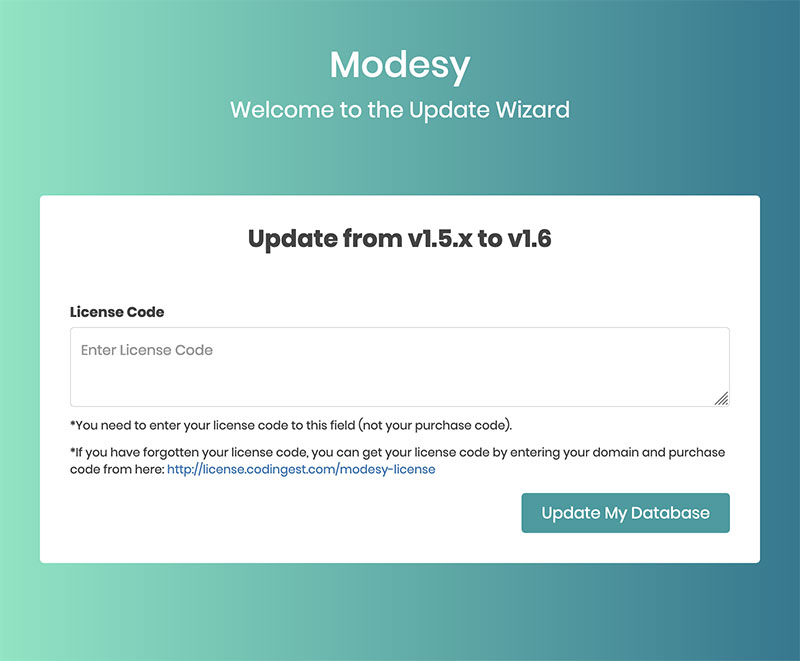 Modesy
Welcome to the Update Wizard
Update from v1.5.x to v1.6
License Code
Enter License Code
*You need to enter your license code to this field (not your purchase code).
*If you have forgotten your license code, you can get your license code by entering your domain and purchase
code from here: http://license.codingest.com/modesy-license
Update My Database